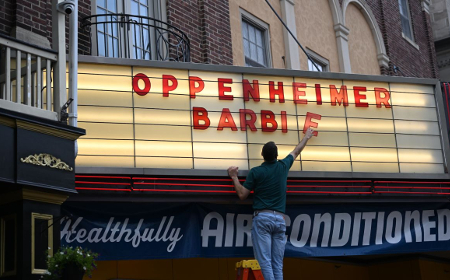 OPPENHEIMER
BARBIE
Healthfully AIR CONDITIONED